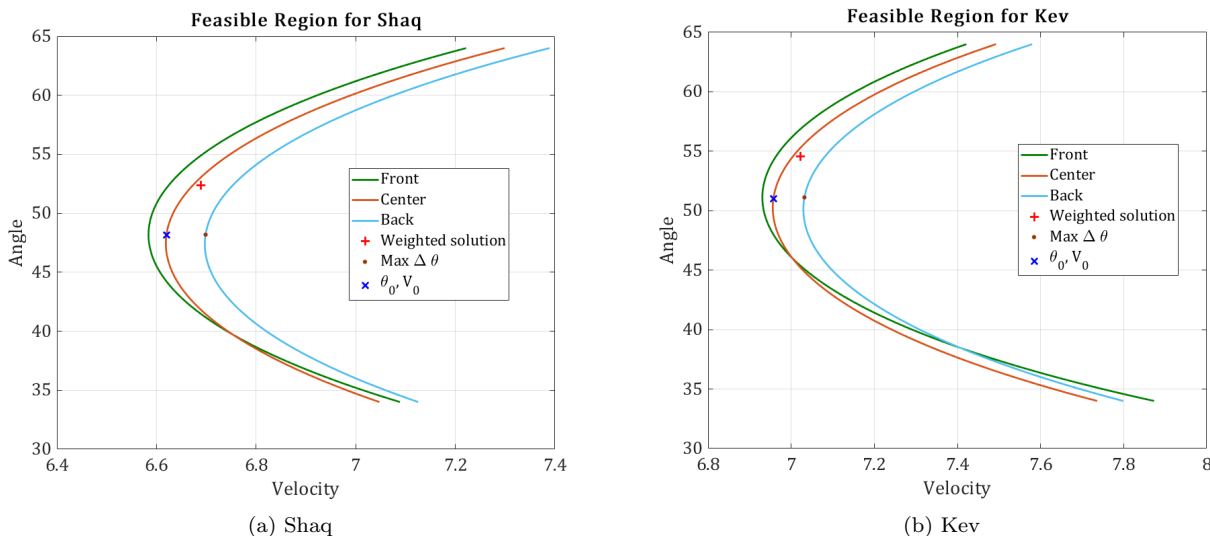 Feasible Region for Shaq
65
60
55
50
45
40
35
30
Angle
6.4 6.6 6.8 7 7.2 7.4
Velocity
Front
Center
Back
Weighted solution
Max Δ θ
θ0, V0
(a) Shaq
Feasible Region for Kev
65
60
55
50
45
40
35
30
Angle
6.8 7 7.2 7.4 7.6 7.8 8
Velocity
Front
Center
Back
Weighted solution
Max Δ θ
θ0, V0
(b) Kev